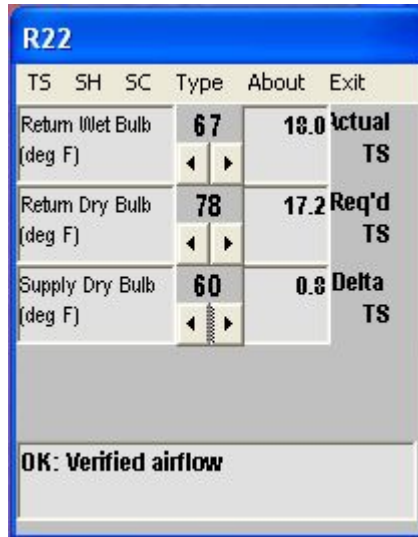 R22
TS SH SC Type About Exit
Return Wet Bulb 67 18.0 Actual
(deg F) TS
Return Dry Bulb 78 17.2 Req'd
(deg F) TS
Supply Dry Bulb 60 0.8 Delta
(deg F) TS
OK: Verified airflow